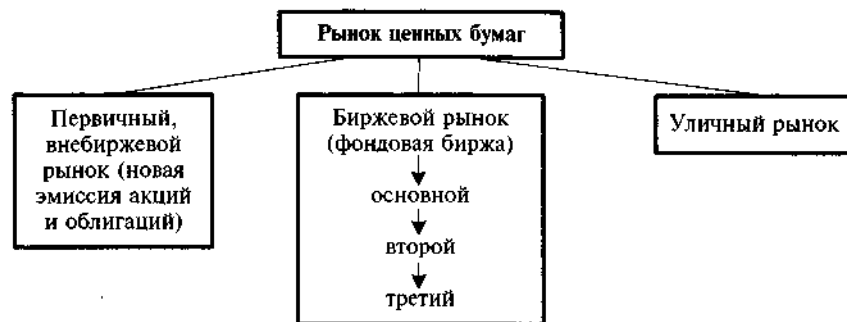 Рынок ценных бумаг
Первичный,
внебиржевой
рынок (новая
эмиссия акций
и облигаций)
Биржевой рынок
(фондовая биржа)
основной
второй
третий
Уличный рынок